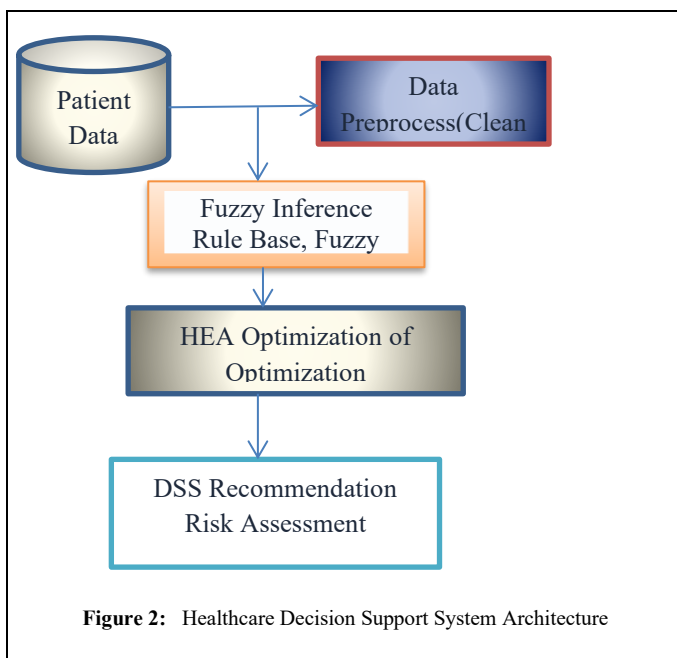 Patient
Data
Data
Preprocess(Clean
Fuzzy Inference
Rule Base, Fuzzy
HEA Optimization of
Optimization
DSS Recommendation
Risk Assessment
Figure 2: Healthcare Decision Support System Architecture